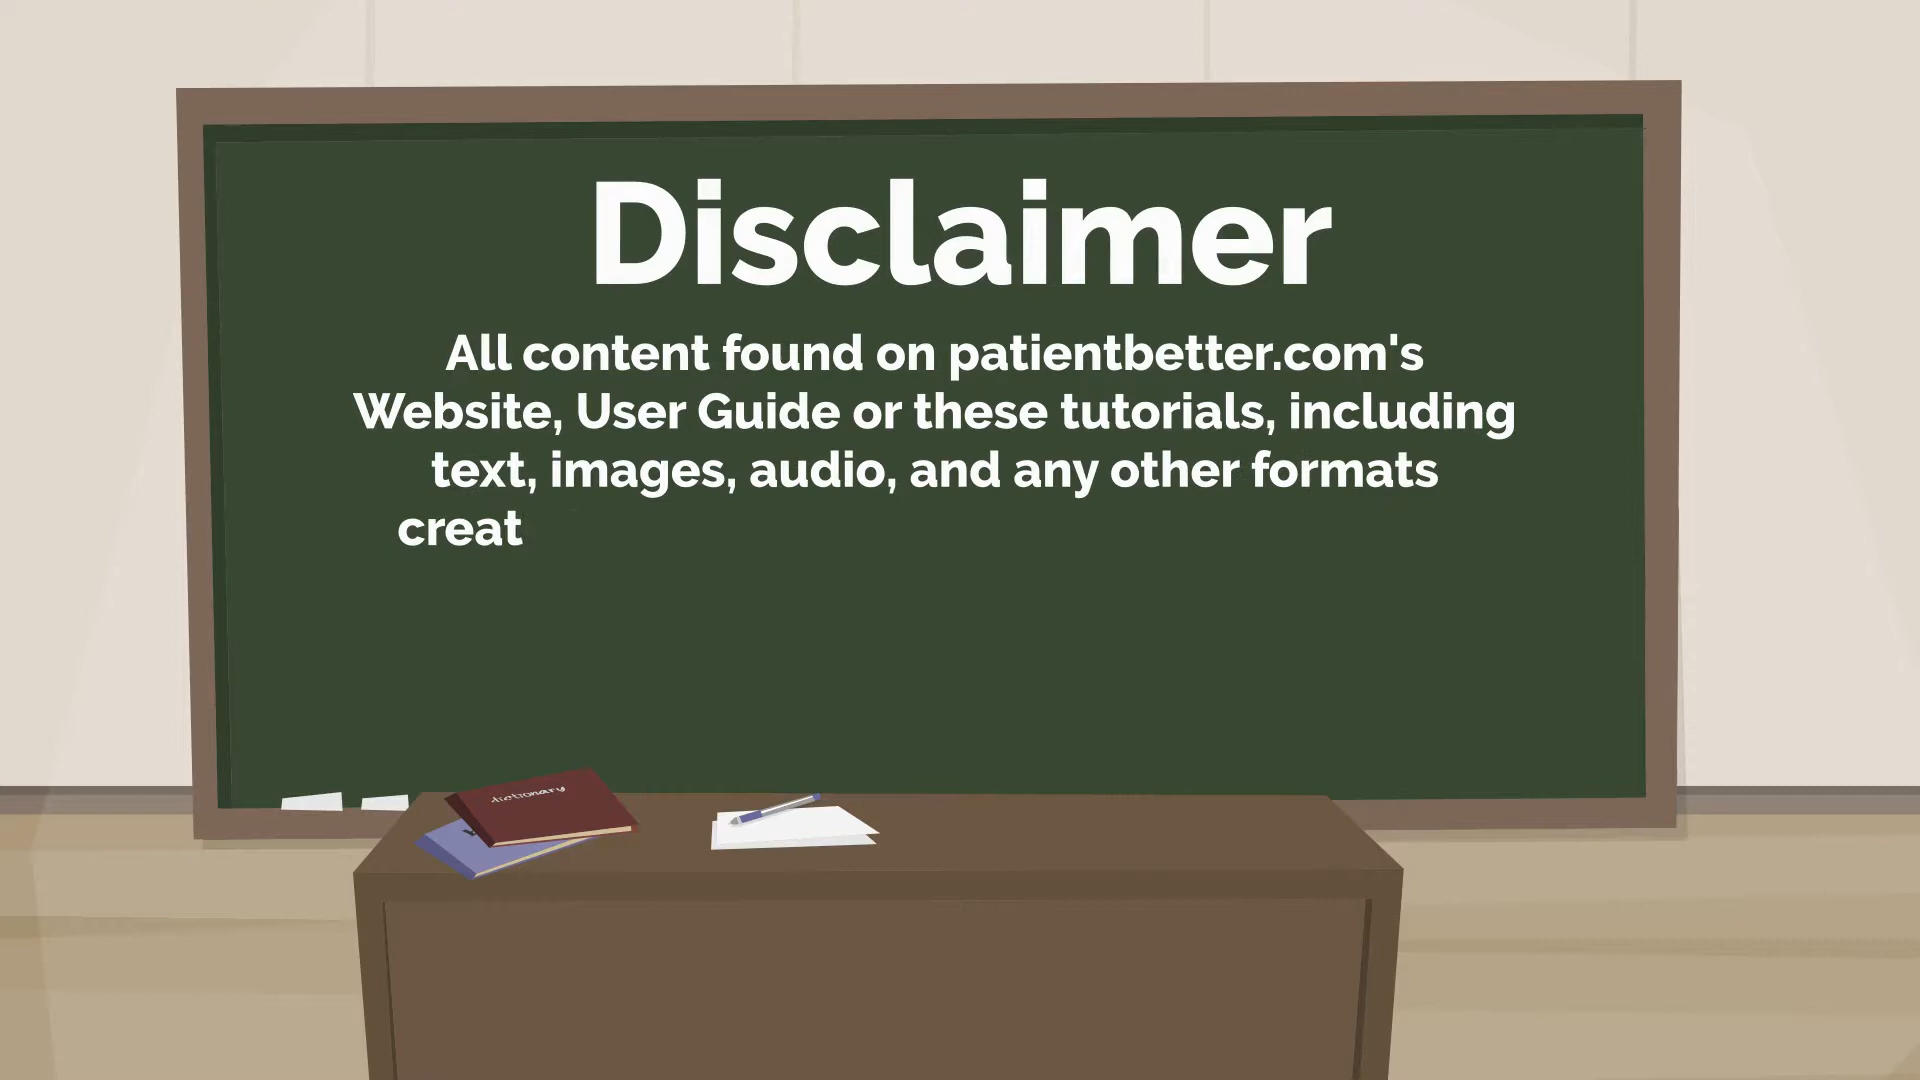 Disclaimer
All content found on patientbetter.com's
Website, User Guide or these tutorials, including
text, images, audio, and any other formats
creat
dictionary